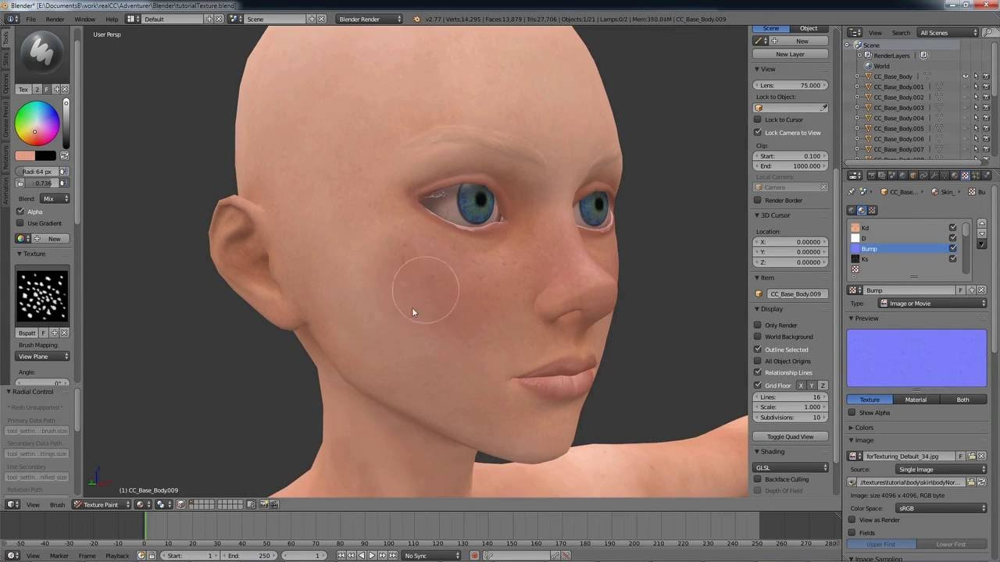 Blender* [E:\DocumentsB\work\realCC\Adventurer\Blender\tutorialTexture.blend]
File Render Window Help Default Scene Blender Render v2.77 | Verts:14,295 | Faces:13,879 | Tris:27,706 | Objects:1/21 | Lamps:0/2 | Mem:390.04M | CC_Base_Body.009
User Persp
Tools
Slots
Options
Grease Pencil
Relations
Animation
Tex 2 F
Radi: 64 px
: 0.736
Blend: Mix
Alpha
Use Gradient
New
Texture
Bspatt F
Brush Mapping:
View Plane
Angle:
0°
Radial Control
* Redo Unsupported *
Primary Data Path
tool_settin....brush.size
Secondary Data Path
tool_settin...ttings.size
Use Secondary
tool_settin...nified_size
Rotation Path
(1) CC_Base_Body.009
Scene Object
New
New Layer
View
Lens: 75.000
Lock to Object:
Lock to Cursor
Lock Camera to View
Clip:
Start: 0.100
End: 1000.000
Local Camera:
Camera
Render Border
3D Cursor
Location:
X: 0.00000
Y: 0.00000
Z: 0.00000
Item
CC_Base_Body.009
Display
Only Render
World Background
Outline Selected
All Object Origins
Relationship Lines
Grid Floor X Y Z
Lines: 16
Scale: 1.000
Subdivisions: 10
Toggle Quad View
Shading
GLSL
Backface Culling
Depth Of Field
View Search All Scenes
Scene
RenderLayers
World
CC_Base_Body
CC_Base_Body.001
CC_Base_Body.002
CC_Base_Body.003
CC_Base_Body.004
CC_Base_Body.005
CC_Base_Body.006
CC_Base_Body.007
CC_Base... Skin_ Bu
Kd
D
Bump
Ks
Bump F
Type: Image or Movie
Preview
Texture Material Both
Show Alpha
Colors
Image
forTexturing_Default_34.jpg F
Source: Single Image
//textures\tutorial\body\skin\bodyNor...
Image: size 4096 x 4096, RGB byte
Color Space: sRGB
View as Render
Fields
Upper First Lower First
Image Sampling
View Brush Texture Paint
-50 -40 -30 -20 -10 0 10 20 30 40 50 60 70 80 90 100 110 120 130 140 150 160 170 180 190 200 210 220 230 240 250 260 270 280
View Marker Frame Playback Start: 1 End: 250 1 No Sync